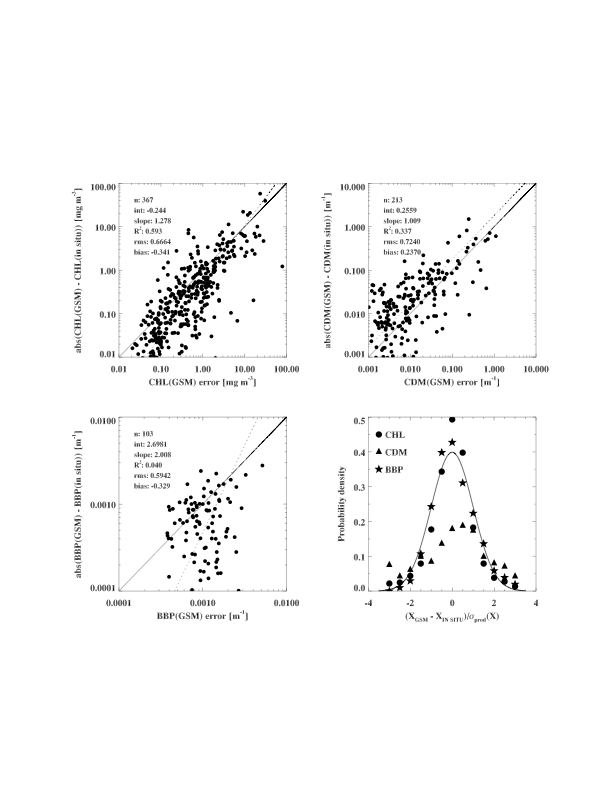 abs(CHL(GSM) - CHL(in situ)) [mg m-3]
100.00
10.00
1.00
0.10
0.01
n: 367
int: -0.244
slope: 1.278
R2: 0.593
rms: 0.6664
bias: -0.341
0.01 0.10 1.00 10.00 100.00
CHL(GSM) error [mg m-3]
abs(CDM(GSM) - CDM(in situ)) [m-1]
10.000
1.000
0.100
0.010
0.001
n: 213
int: 0.2559
slope: 1.009
R2: 0.337
rms: 0.7240
bias: 0.2370
0.001 0.010 0.100 1.000 10.000
CDM(GSM) error [m-1]
abs(BBP(GSM) - BBP(in situ)) [m-1]
0.0100
0.0010
0.0001
n: 103
int: 2.6981
slope: 2.008
R2: 0.040
rms: 0.5942
bias: -0.329
0.0001 0.0010 0.0100
BBP(GSM) error [m-1]
Probability density
0.5
0.4
0.3
0.2
0.1
0.0
CHL
CDM
BBP
-4 -2 0 2 4
(XGSM - XIN SITU)/σprod(X)